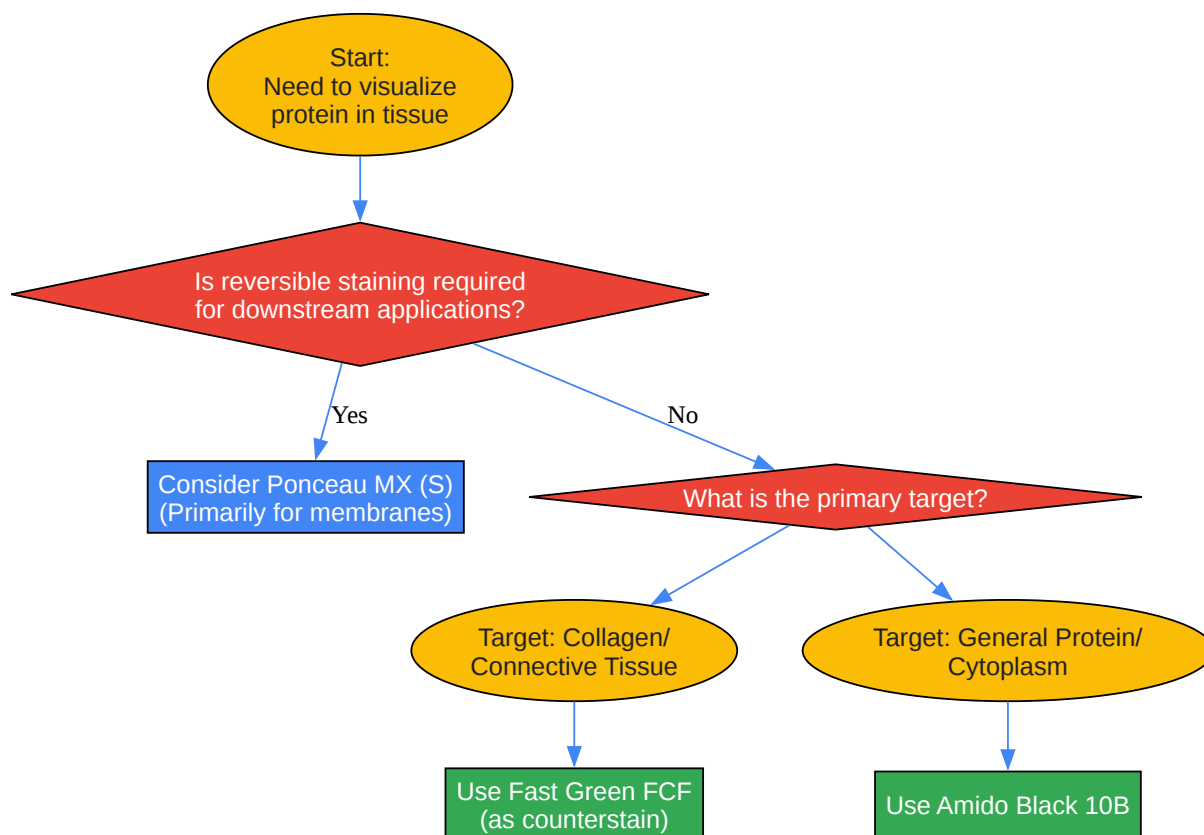 Start:
Need to visualize
protein in tissue
Is reversible staining required
for downstream applications?
Yes
No
Consider Ponceau MX (S)
(Primarily for membranes)
What is the primary target?
Target: Collagen/
Connective Tissue
Target: General Protein/
Cytoplasm
Use Fast Green FCF
(as counterstain)
Use Amido Black 10B